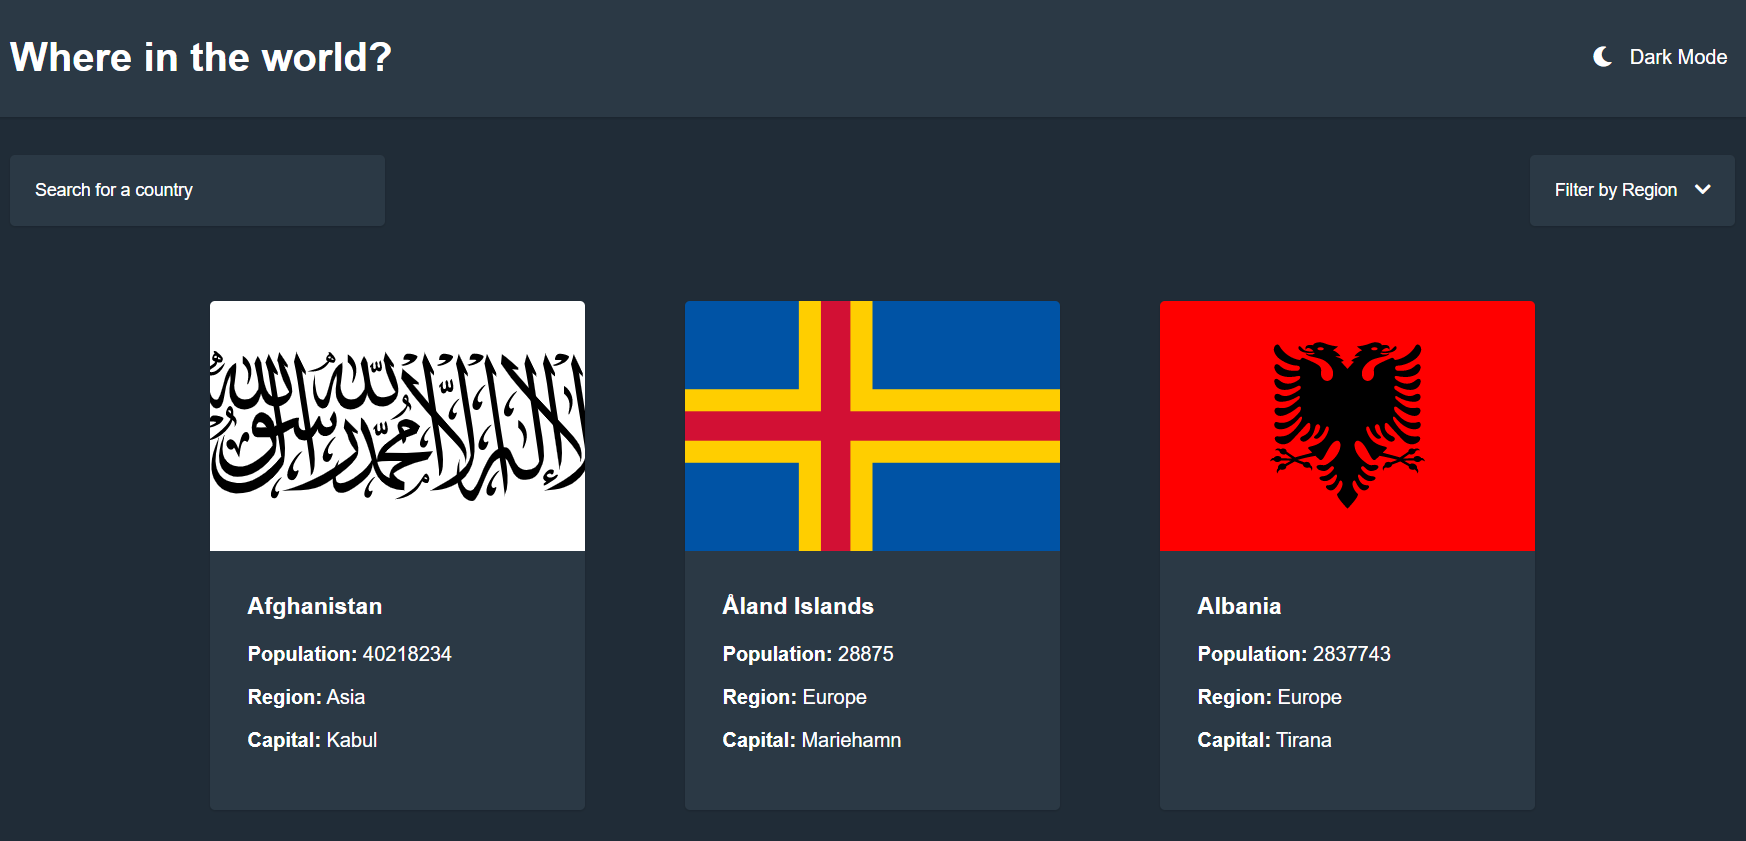 Where in the world?
Dark Mode
Search for a country
Filter by Region
لا إله إلا الله محمد رسول الله
Afghanistan
Population: 40218234
Region: Asia
Capital: Kabul
Åland Islands
Population: 28875
Region: Europe
Capital: Mariehamn
Albania
Population: 2837743
Region: Europe
Capital: Tirana